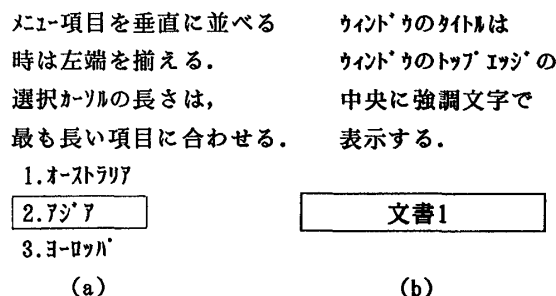 ﾒﾆｭｰ項目を垂直に並べる
時は左端を揃える．
選択ｶｰｿﾙの長さは，
最も長い項目に合わせる．
1.ｵｰｽﾄﾗﾘｱ
2.ｱｼﾞｱ
3.ﾖｰﾛｯﾊﾟ
(a)
ｳｨﾝﾄﾞｳのﾀｲﾄﾙは
ｳｨﾝﾄﾞｳのﾄｯﾌﾟｴｯｼﾞの
中央に強調文字で
表示する．
文書1
(b)